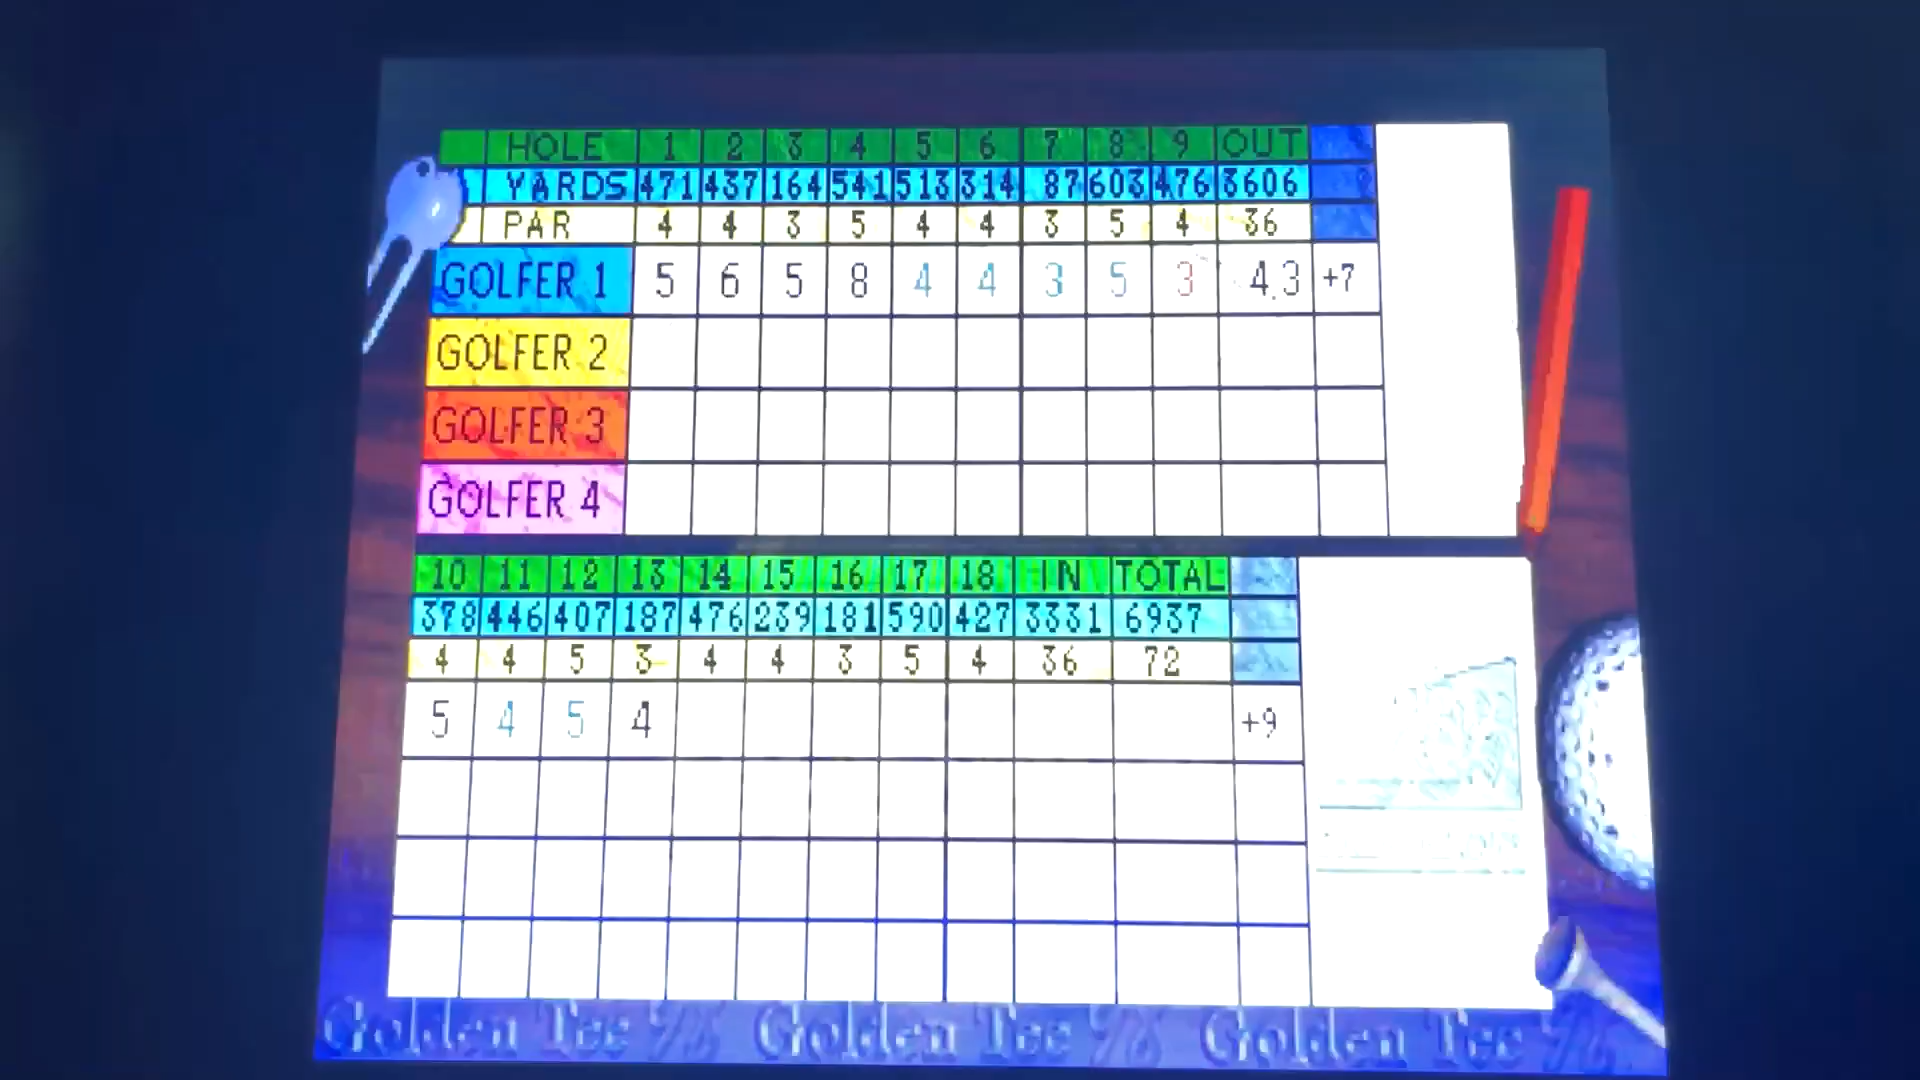 HOLE 1 2 3 4 5 6 7 8 9 OUT
YARDS 471 437 164 541 513 314 87 603 476 3606
PAR 4 4 3 5 4 4 3 5 4 36
GOLFER 1 5 6 5 8 4 4 3 5 3 43 +7
GOLFER 2
GOLFER 3
GOLFER 4
10 11 12 13 14 15 16 17 18 IN TOTAL
378 446 407 187 476 239 181 590 427 3331 6937
4 4 5 3 4 4 3 5 4 36 72
5 4 5 4 +9
Golden Tee Golden Tee Golden Tee